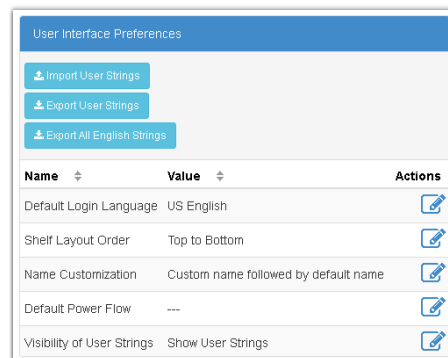 User Interface Preferences
Import User Strings
Export User Strings
Export All English Strings
Name Value Actions
Default Login Language US English
Shelf Layout Order Top to Bottom
Name Customization Custom name followed by default name
Default Power Flow ---
Visibility of User Strings Show User Strings